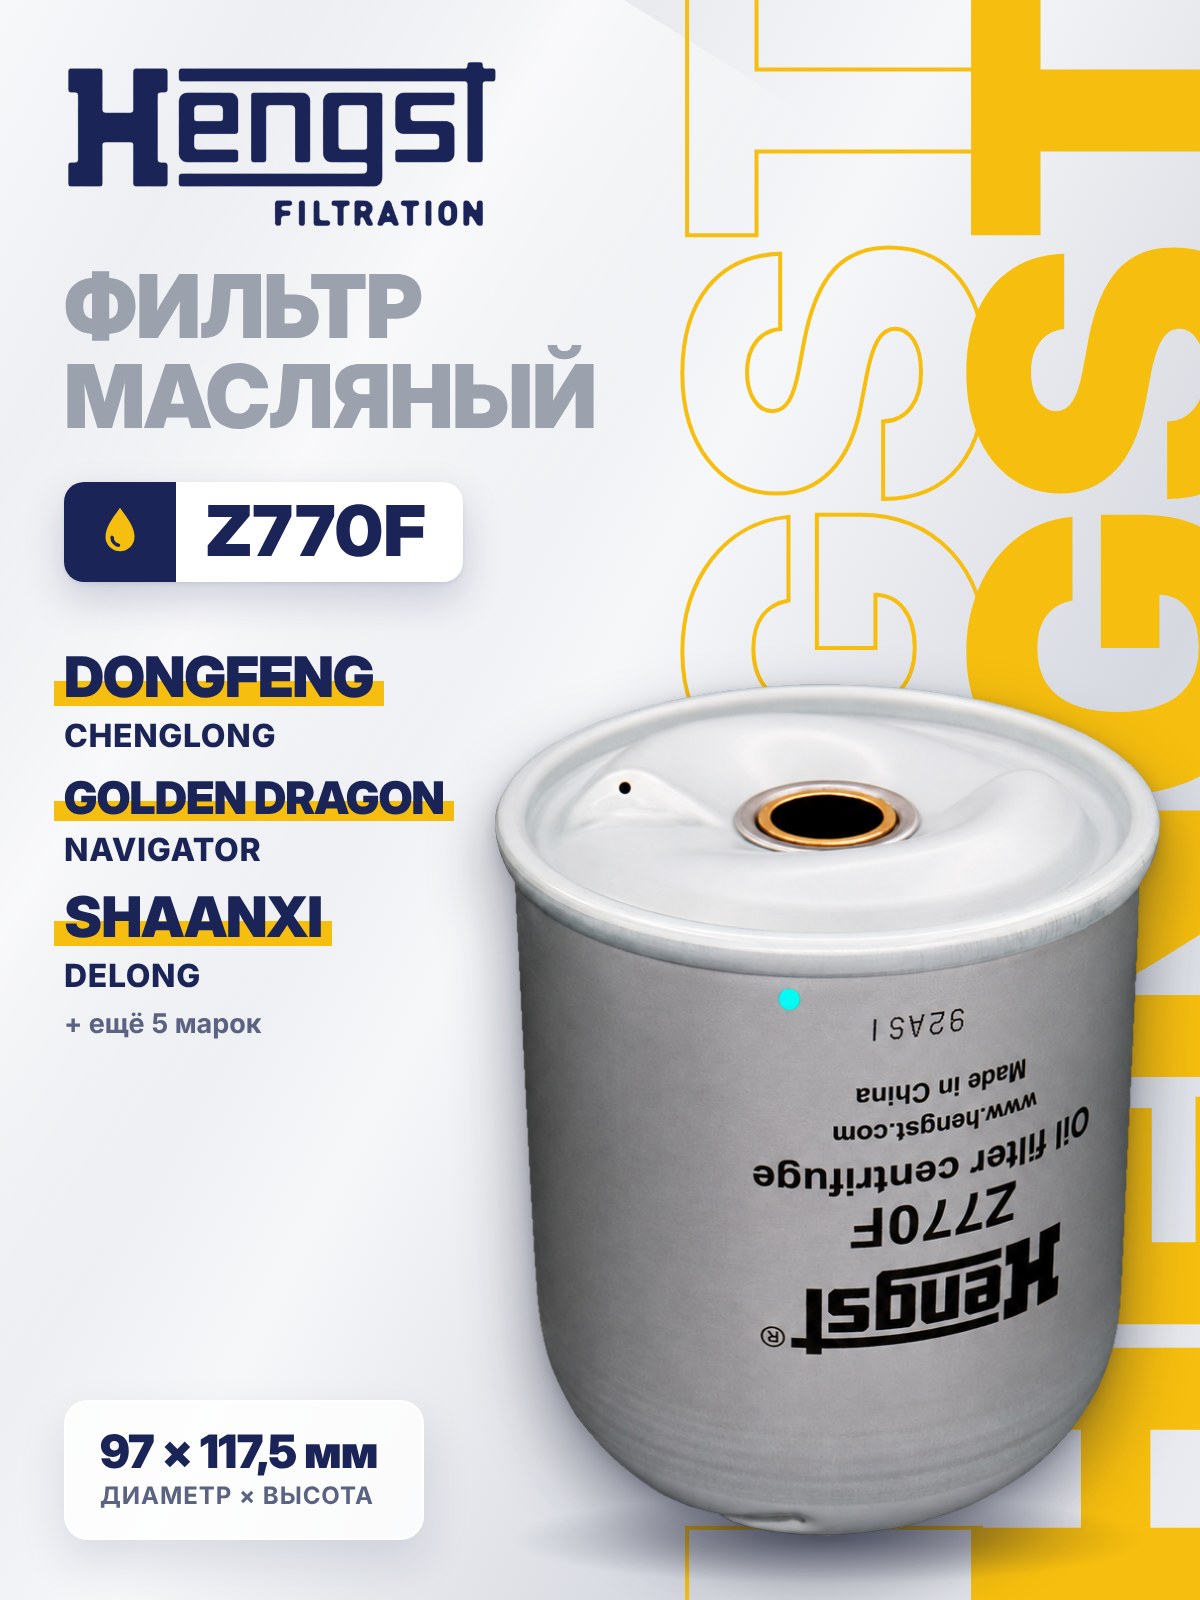 Hengst
FILTRATION
ФИЛЬТР
МАСЛЯНЫЙ
Z770F
DONGFENG
CHENGLONG
GOLDEN DRAGON
NAVIGATOR
SHAANXI
DELONG
+ ещё 5 марок
97 × 117,5 мм
ДИАМЕТР × ВЫСОТА
HENGST
HENGST
Hengst®
Z770F
Oil filter centrifuge
www.hengst.com
Made in China